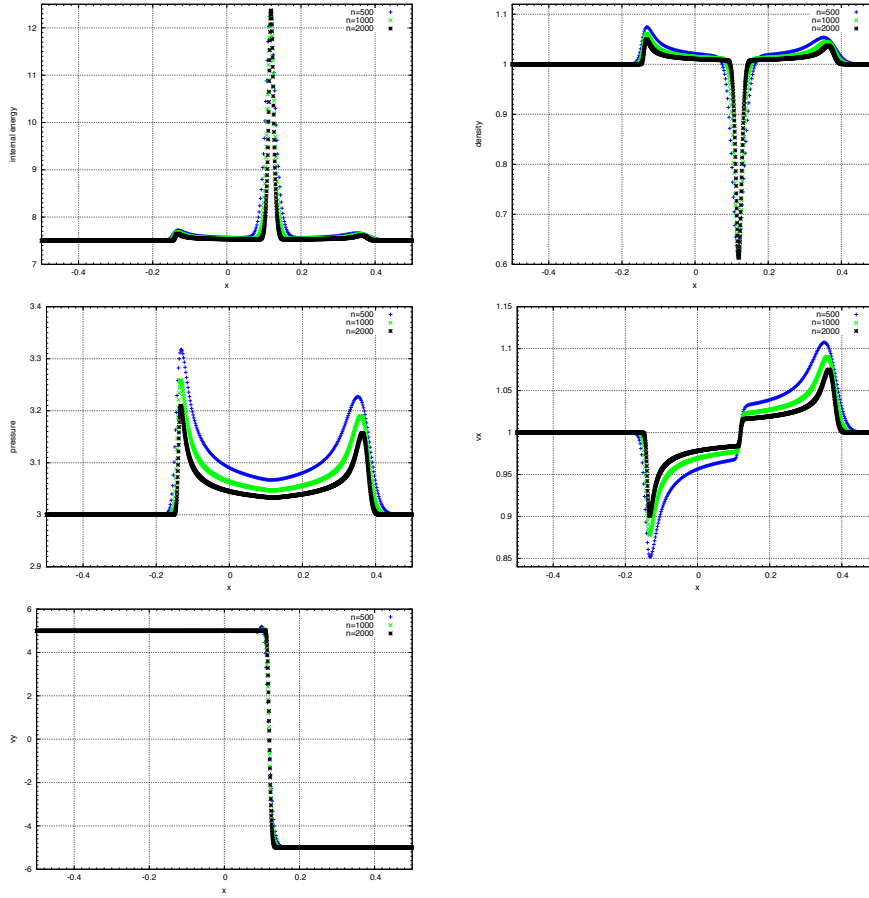 n=500
n=1000
n=2000
internal energy
12
11
10
9
8
7
-0.4
-0.2
0
0.2
0.4
x
n=500
n=1000
n=2000
density
1.1
1
0.9
0.8
0.7
0.6
-0.4
-0.2
0
0.2
0.4
x
n=500
n=1000
n=2000
pressure
3.4
3.3
3.2
3.1
3
2.9
-0.4
-0.2
0
0.2
0.4
x
n=500
n=1000
n=2000
vx
1.15
1.1
1.05
1
0.95
0.9
0.85
-0.4
-0.2
0
0.2
0.4
x
n=500
n=1000
n=2000
vy
6
4
2
0
-2
-4
-6
-0.4
-0.2
0
0.2
0.4
x